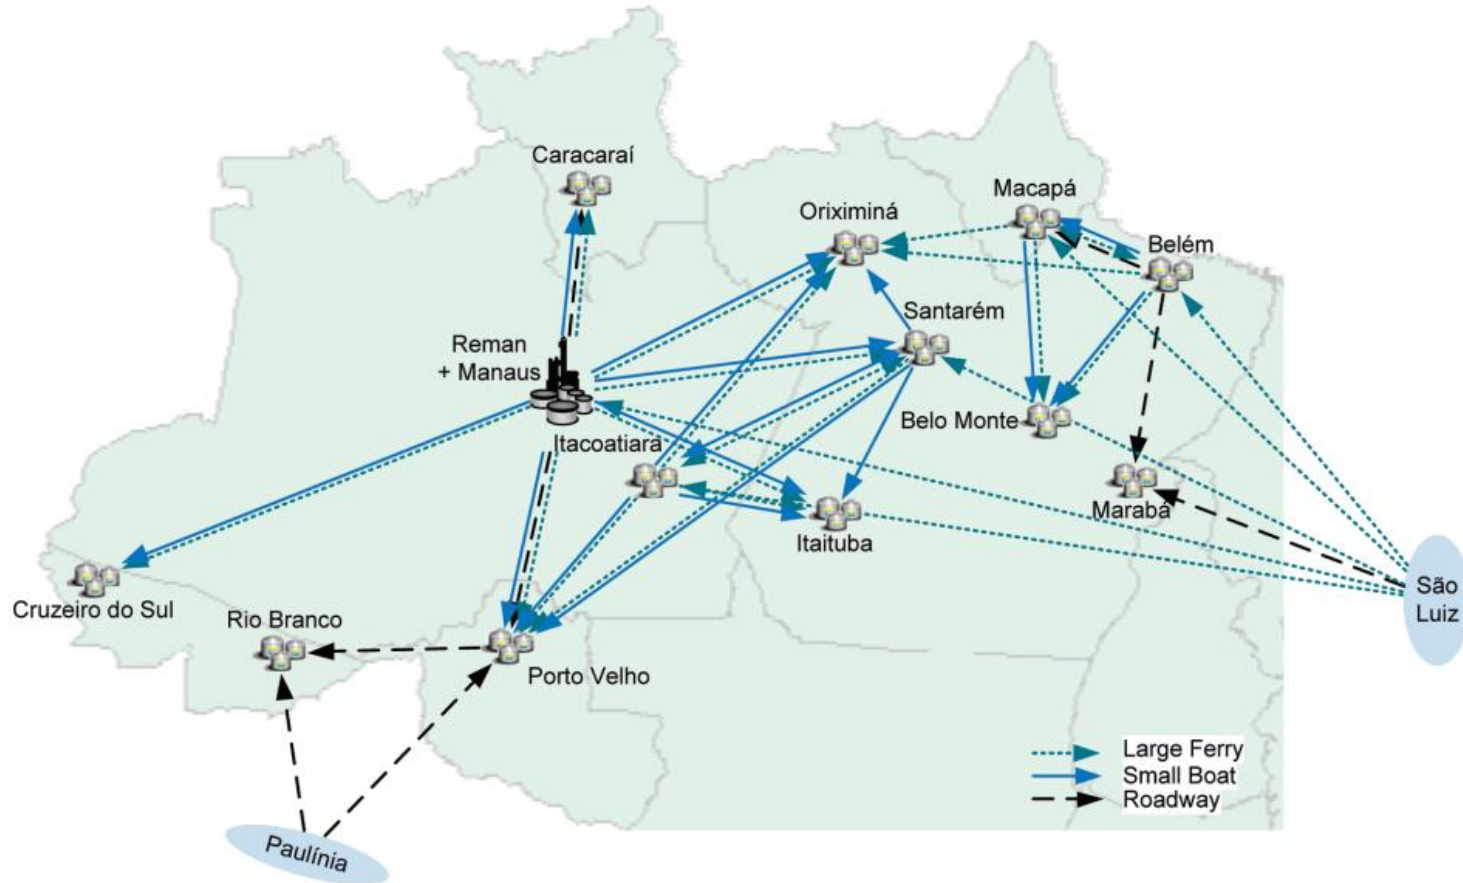 Caracaraí
Macapá
Oriximiná
Belém
Santarém
Reman
+ Manaus
Belo Monte
Itacoatiara
Marabá
Itaituba
São
Luiz
Cruzeiro do Sul
Rio Branco
Porto Velho
Large Ferry
Small Boat
Roadway
Paulínia